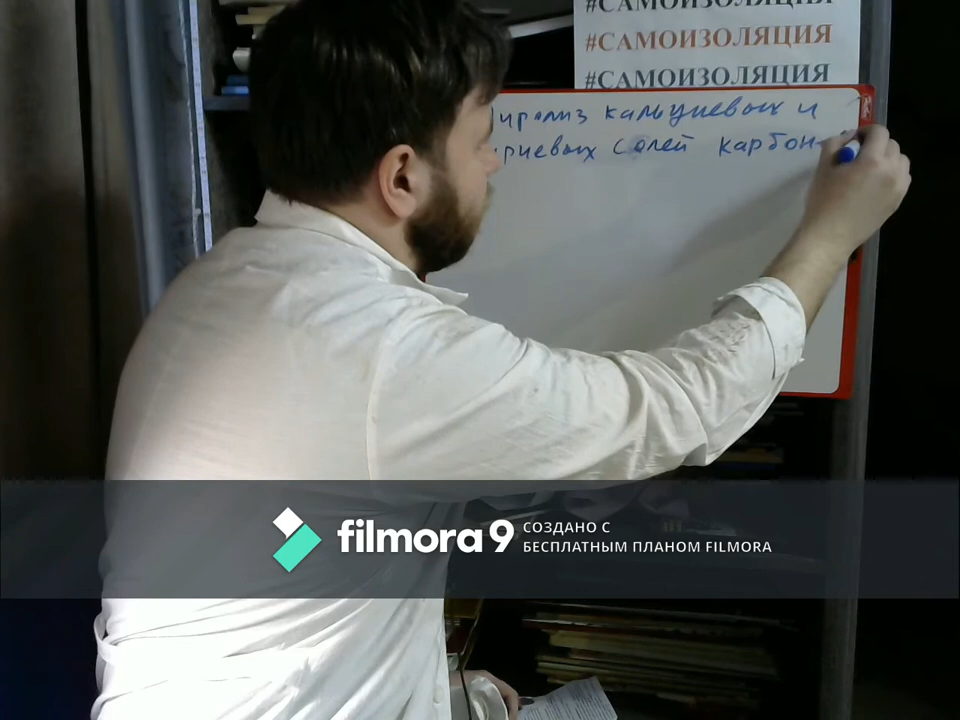 #САМОИЗОЛЯЦИЯ
#САМОИЗОЛЯЦИЯ
#САМОИЗОЛЯЦИЯ
иролиз кальциевых и
риевых солей карбон
filmora 9
СОЗДАНО С
БЕСПЛАТНЫМ ПЛАНОМ FILMORA